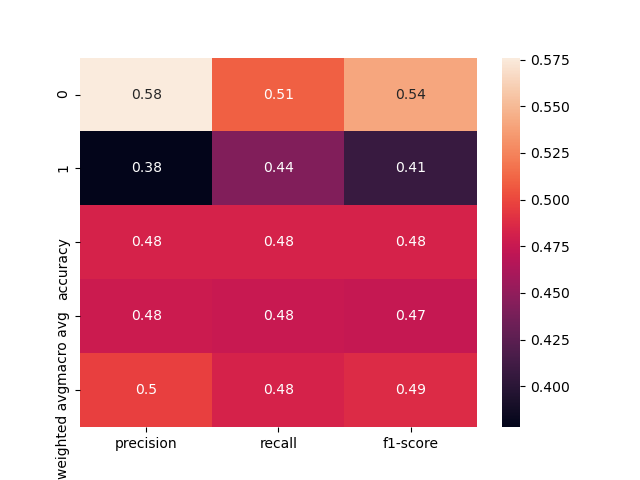 0 0.58 0.51 0.54
1 0.38 0.44 0.41
accuracy 0.48 0.48 0.48
macro avg 0.48 0.48 0.47
weighted avg 0.5 0.48 0.49
precision recall f1-score
0.575
0.550
0.525
0.500
0.475
0.450
0.425
0.400